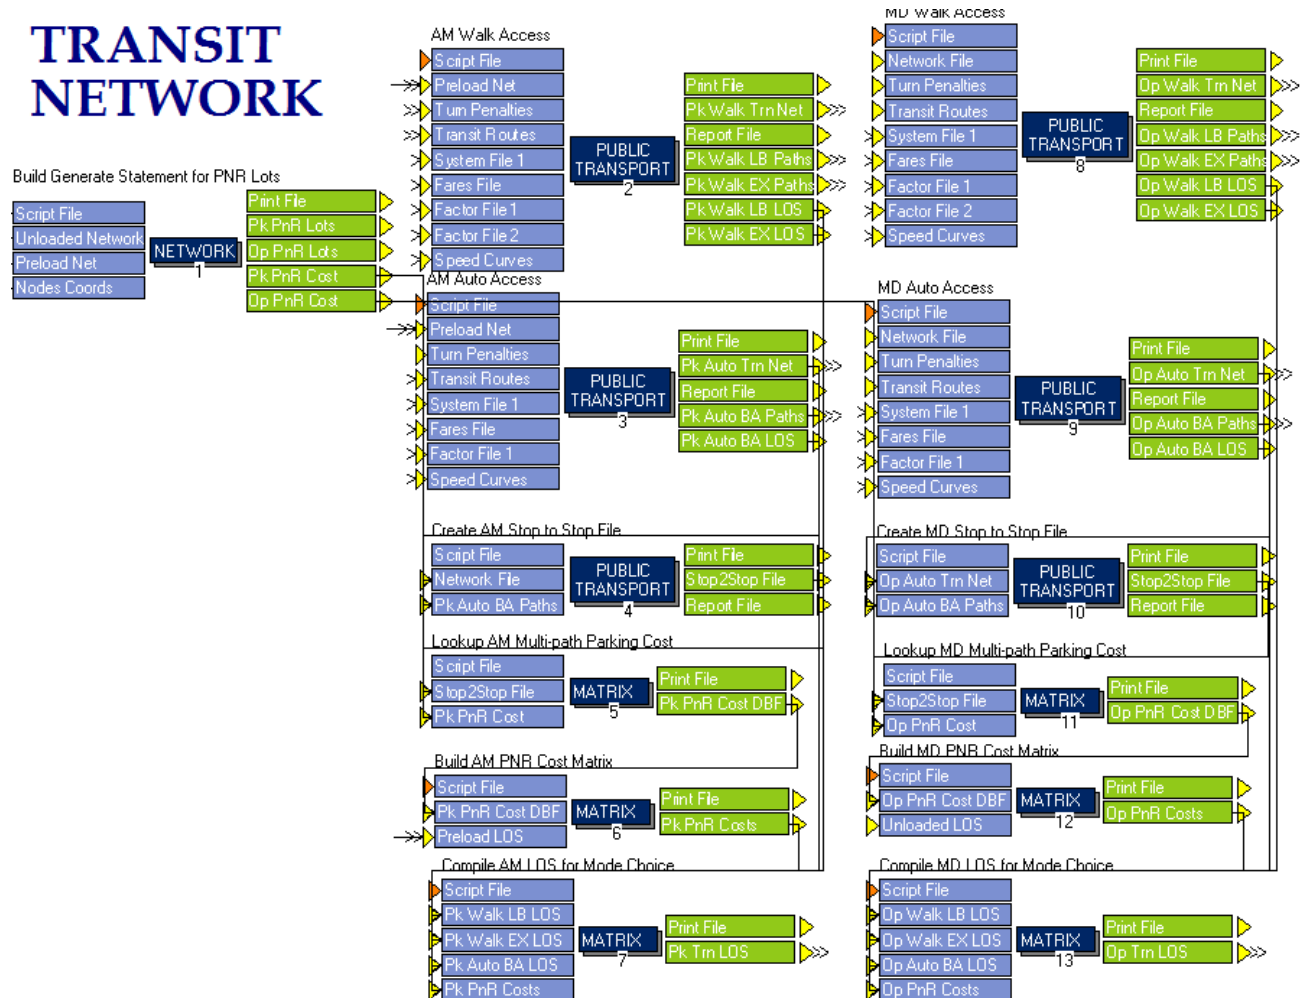 TRANSIT
NETWORK
Build Generate Statement for PNR Lots
Script File
Unloaded Network
Preload Net
Nodes Coords
NETWORK
1
Print File
Pk PnR Lots
Op PnR Lots
Pk PnR Cost
Op PnR Cost
AM Walk Access
Script File
Preload Net
Turn Penalties
Transit Routes
System File 1
Fares File
Factor File 1
Factor File 2
Speed Curves
PUBLIC
TRANSPORT
2
Print File
Pk Walk Trn Net
Report File
Pk Walk LB Paths
Pk Walk EX Paths
Pk Walk LB LOS
Pk Walk EX LOS
AM Auto Access
Script File
Preload Net
Turn Penalties
Transit Routes
System File 1
Fares File
Factor File 1
Speed Curves
PUBLIC
TRANSPORT
3
Print File
Pk Auto Trn Net
Report File
Pk Auto BA Paths
Pk Auto BA LOS
Create AM Stop to Stop File
Script File
Network File
Pk Auto BA Paths
PUBLIC
TRANSPORT
4
Print File
Stop2Stop File
Report File
Lookup AM Multi-path Parking Cost
Script File
Stop2Stop File
Pk PnR Cost
MATRIX
5
Print File
Pk PnR Cost DBF
Build AM PNR Cost Matrix
Script File
Pk PnR Cost DBF
Preload LOS
MATRIX
6
Print File
Pk PnR Costs
Compile AM LOS for Mode Choice
Script File
Pk Walk LB LOS
Pk Walk EX LOS
Pk Auto BA LOS
Pk PnR Costs
MATRIX
7
Print File
Pk Trn LOS
MD Walk Access
Script File
Network File
Turn Penalties
Transit Routes
System File 1
Fares File
Factor File 1
Factor File 2
Speed Curves
PUBLIC
TRANSPORT
8
Print File
Op Walk Trn Net
Report File
Op Walk LB Paths
Op Walk EX Paths
Op Walk LB LOS
Op Walk EX LOS
MD Auto Access
Script File
Network File
Turn Penalties
Transit Routes
System File 1
Fares File
Factor File 1
Speed Curves
PUBLIC
TRANSPORT
9
Print File
Op Auto Trn Net
Report File
Op Auto BA Paths
Op Auto BA LOS
Create MD Stop to Stop File
Script File
Op Auto Trn Net
Op Auto BA Paths
PUBLIC
TRANSPORT
10
Print File
Stop2Stop File
Report File
Lookup MD Multi-path Parking Cost
Script File
Stop2Stop File
Op PnR Cost
MATRIX
11
Print File
Op PnR Cost DBF
Build MD PNR Cost Matrix
Script File
Op PnR Cost DBF
Unloaded LOS
MATRIX
12
Print File
Op PnR Costs
Compile MD LOS for Mode Choice
Script File
Op Walk LB LOS
Op Walk EX LOS
Op Auto BA LOS
Op PnR Costs
MATRIX
13
Print File
Op Trn LOS